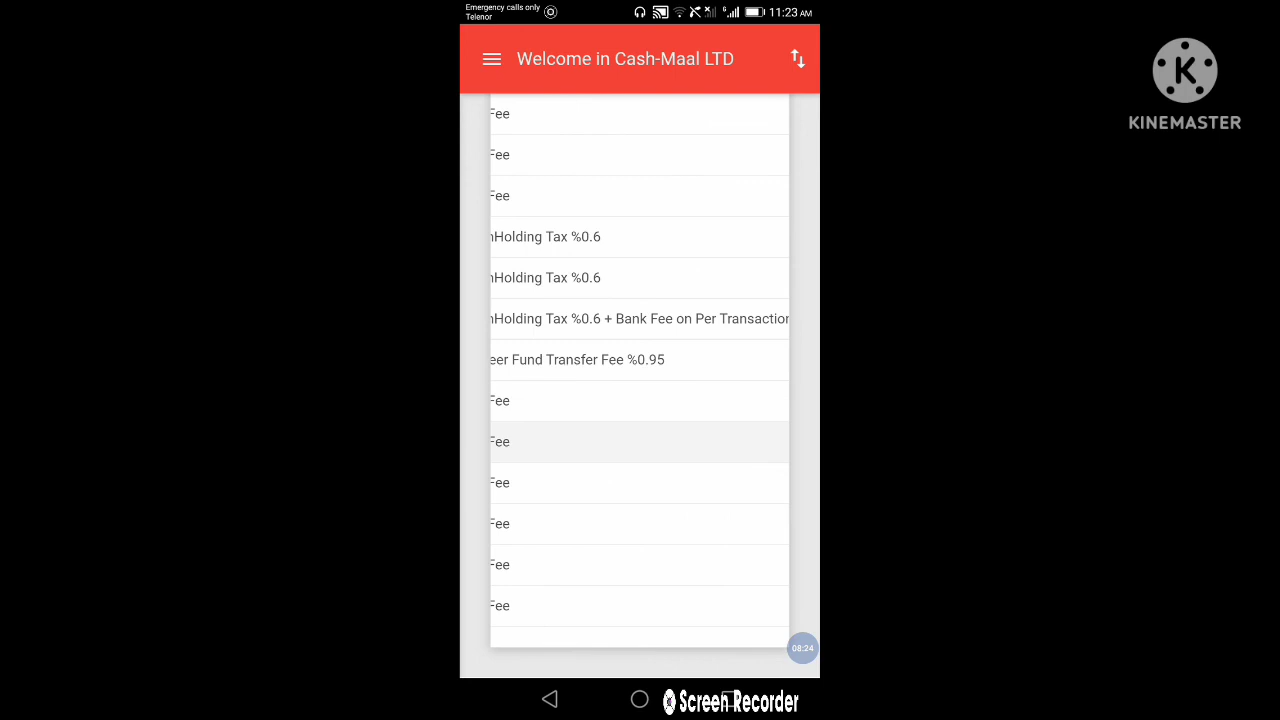 Emergency calls only
Telenor
11:23 AM
Welcome in Cash-Maal LTD
Fee
Fee
Fee
Holding Tax %0.6
Holding Tax %0.6
Holding Tax %0.6 + Bank Fee on Per Transaction
eer Fund Transfer Fee %0.95
Fee
Fee
Fee
Fee
Fee
Fee
08:24
Screen Recorder
K
KINEMASTER